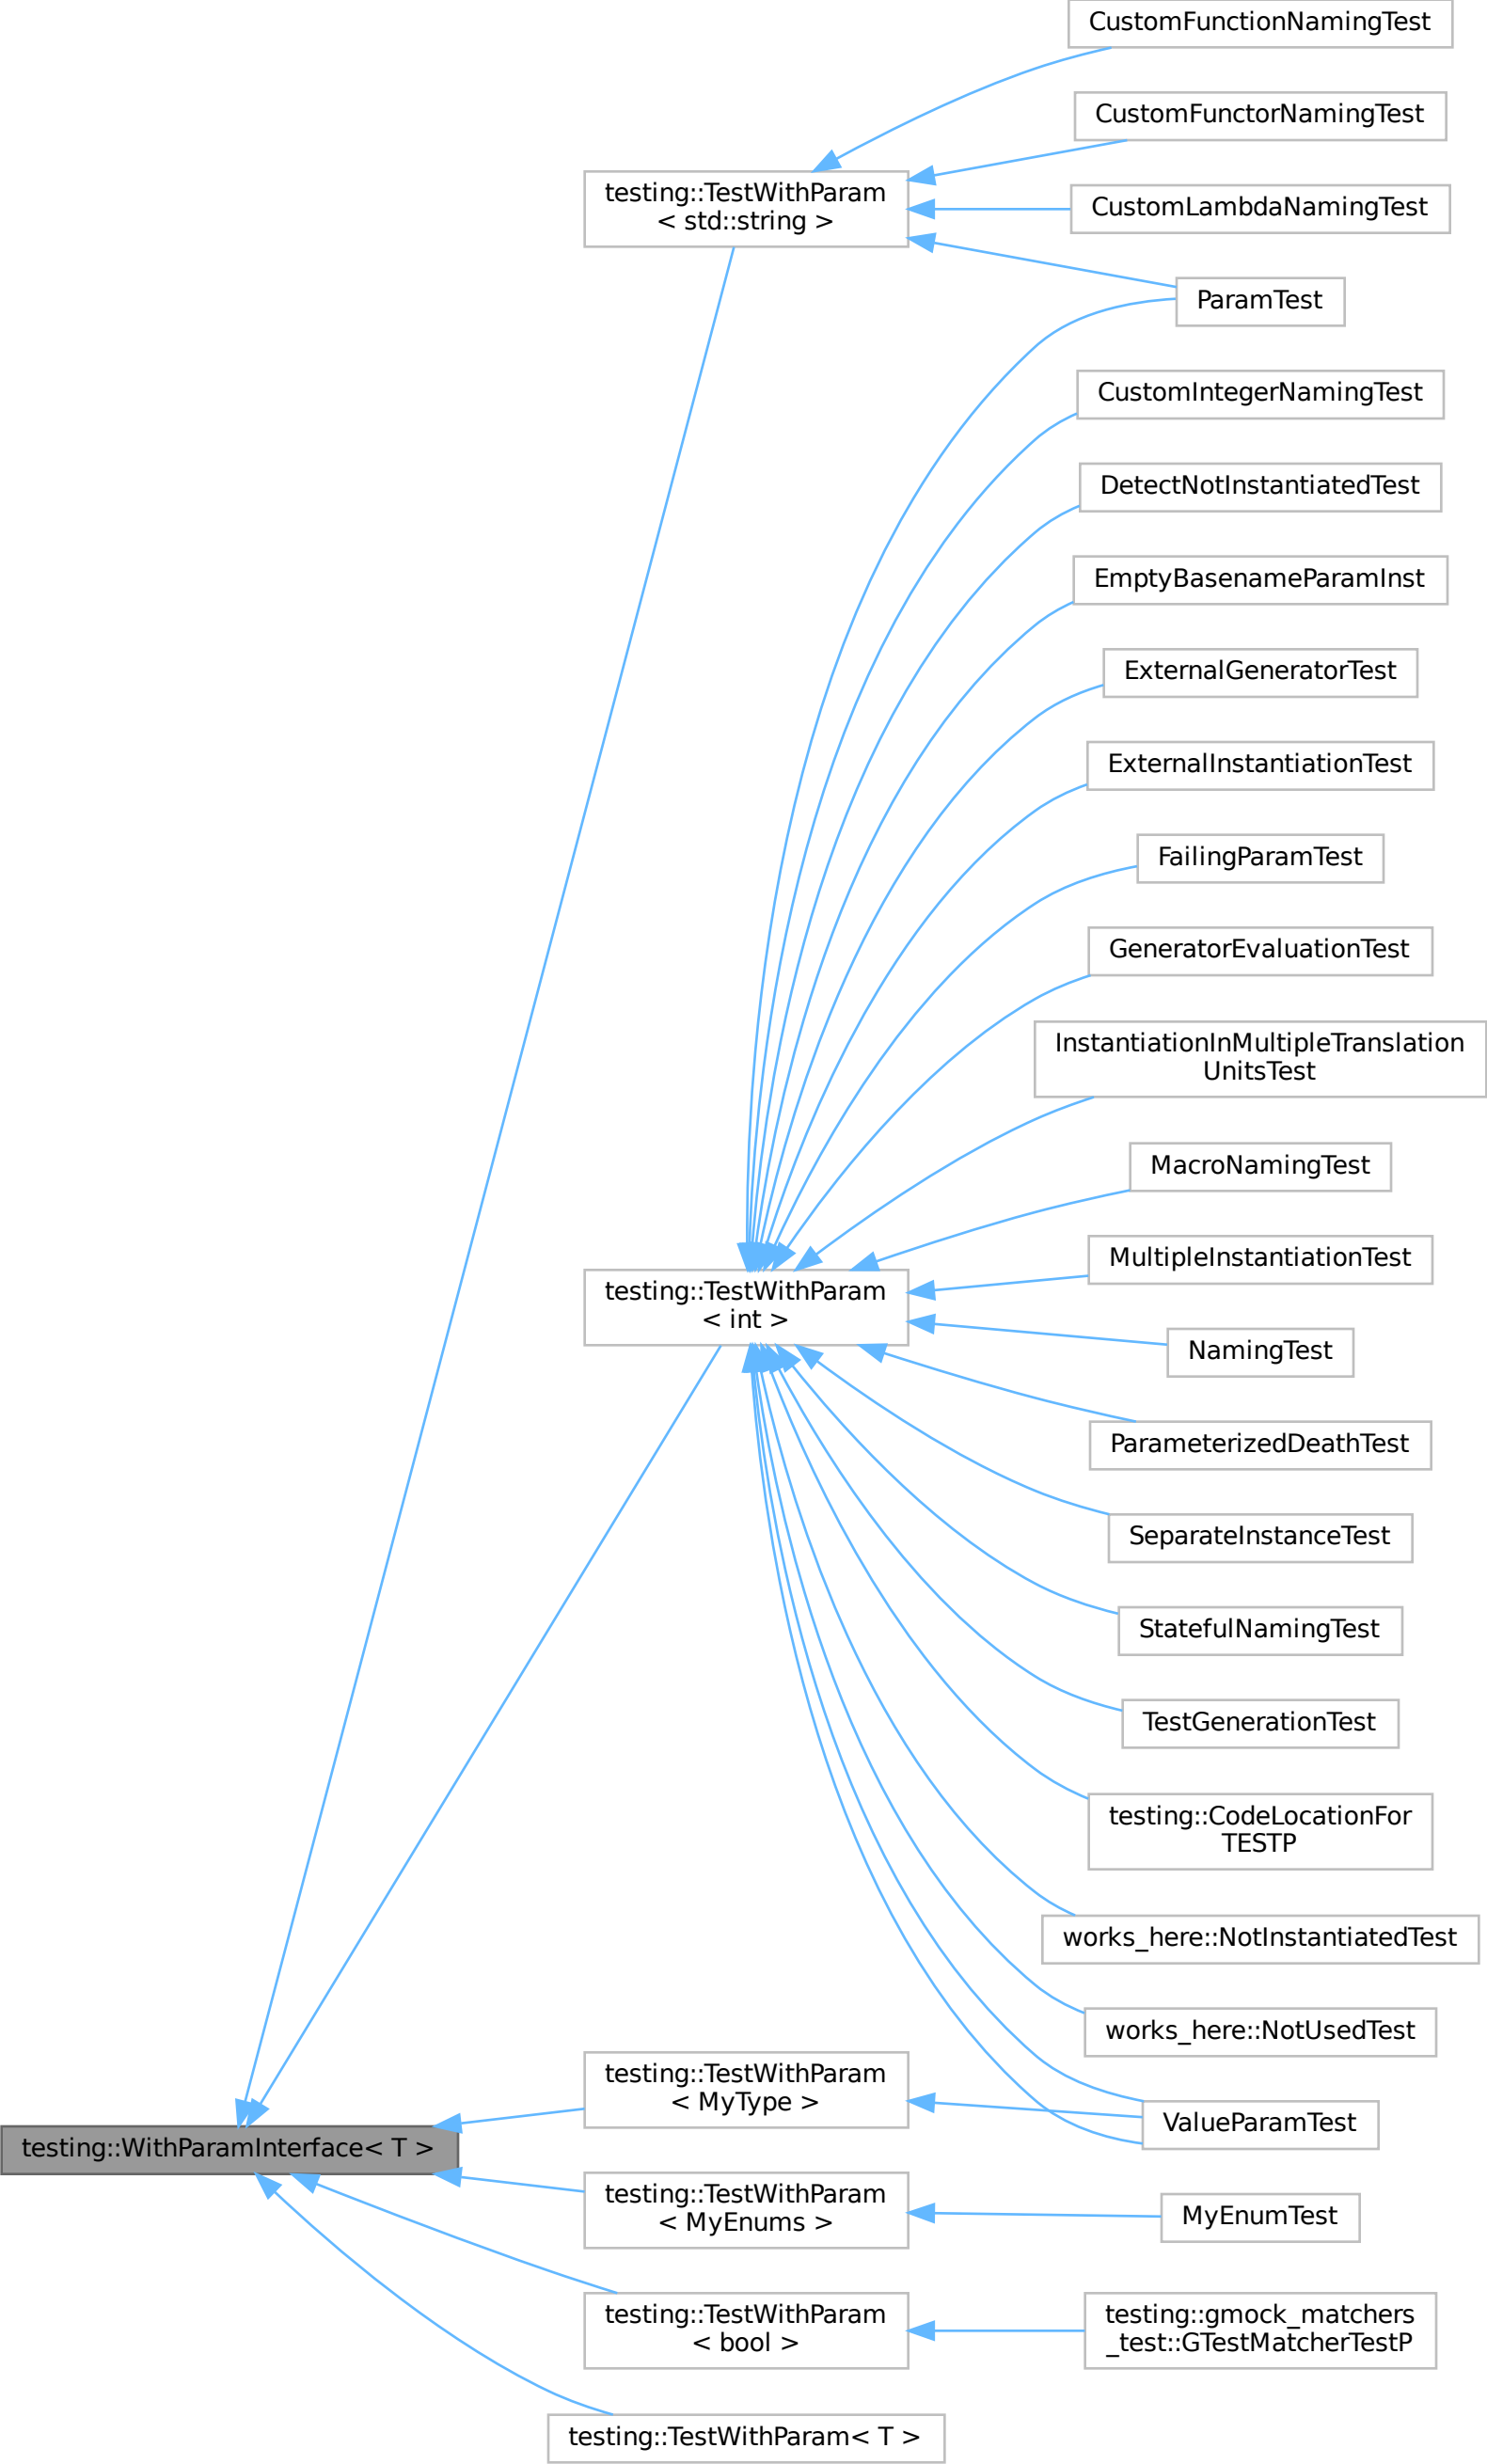 CustomFunctionNamingTest
CustomFunctorNamingTest
testing::TestWithParam
< std::string >
CustomLambdaNamingTest
ParamTest
CustomIntegerNamingTest
DetectNotInstantiatedTest
EmptyBasenameParamInst
ExternalGeneratorTest
ExternalInstantiationTest
FailingParamTest
GeneratorEvaluationTest
InstantiationInMultipleTranslation
UnitsTest
MacroNamingTest
MultipleInstantiationTest
testing::TestWithParam
< int >
NamingTest
ParameterizedDeathTest
SeparateInstanceTest
StatefulNamingTest
TestGenerationTest
testing::CodeLocationFor
TESTP
works_here::NotInstantiatedTest
works_here::NotUsedTest
testing::TestWithParam
< MyType >
ValueParamTest
testing::WithParamInterface< T >
testing::TestWithParam
< MyEnums >
MyEnumTest
testing::TestWithParam
< bool >
testing::gmock_matchers
_test::GTestMatcherTestP
testing::TestWithParam< T >